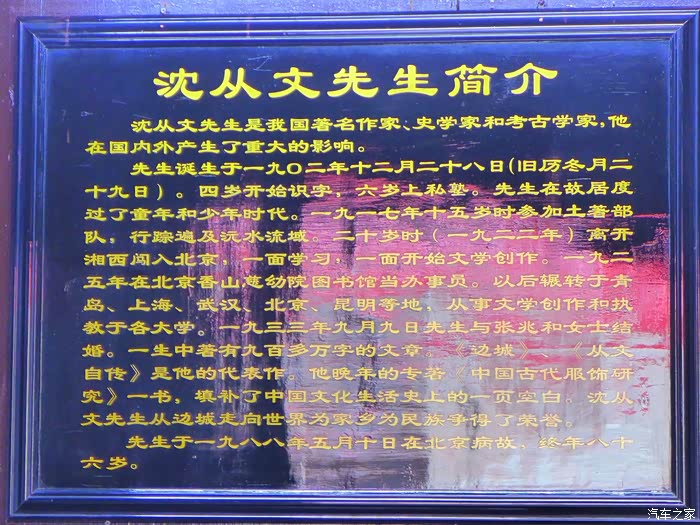 沈从文先生简介
沈从文先生是我国著名作家、史学家和考古学家,他
在国内外产生了重大的影响。
先生诞生于一九〇二年十二月二十八日(旧历冬月二
十九日)。四岁开始识字,六岁上私塾。先生在故居度
过了童年和少年时代。一九一七年十五岁时参加土著部
队,行踪遍及沅水流域。二十岁时(一九二二年)离开
湘西闯入北京,一面学习,一面开始文学创作。一九二
五年在北京香山慈幼院图书馆当办事员。以后辗转于青
岛、上海、武汉、北京、昆明等地,从事文学创作和执
教于各大学。一九三三年九月九日先生与张兆和女士结
婚。一生中著有九百多万字的文章。《边城》、《从文
自传》是他的代表作。他晚年的专著《中国古代服饰研
究》一书,填补了中国文化生活史上的一页空白。沈从
文先生从边城走向世界为家乡为民族争得了荣誉。
先生于一九八八年五月十日在北京病故,终年八十
六岁。
汽车之家